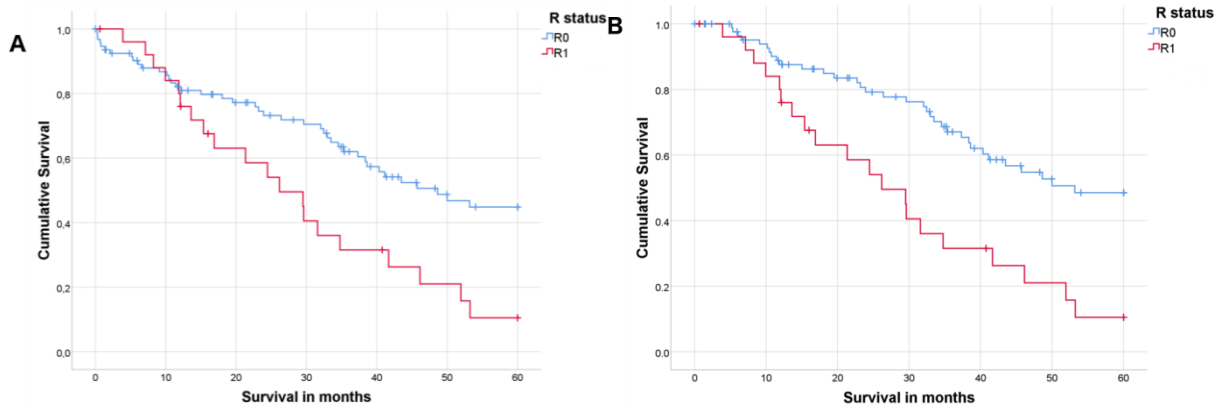 A
R status
R0
R1
Cumulative Survival
1,0
0,8
0,6
0,4
0,2
0,0
0 10 20 30 40 50 60
Survival in months
B
R status
R0
R1
Cumulative Survival
1.0
0.8
0.6
0.4
0.2
0.0
0 10 20 30 40 50 60
Survival in months